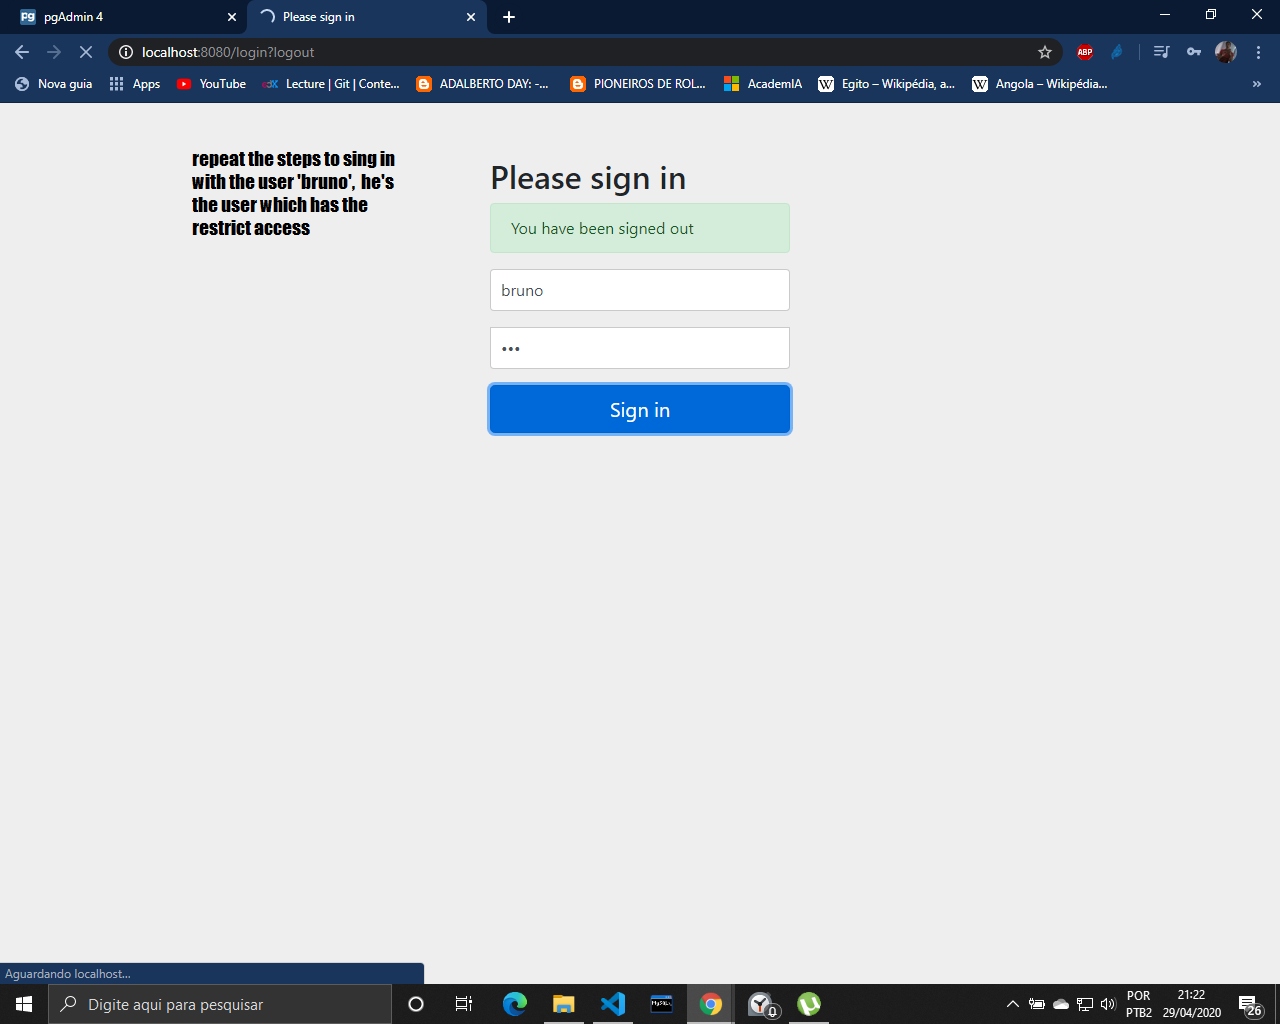 pgAdmin 4
Please sign in
localhost:8080/login?logout
ABP
Nova guia
Apps
YouTube
Lecture | Git | Conte...
ADALBERTO DAY: -...
PIONEIROS DE ROL...
AcademIA
Egito – Wikipédia, a...
Angola – Wikipédia...
»
repeat the steps to sing in
with the user 'bruno', he's
the user which has the
restrict access
Please sign in
You have been signed out
bruno
•••
Sign in
Aguardando localhost...
Digite aqui para pesquisar
MySQL
POR
PTB2
21:22
29/04/2020
26